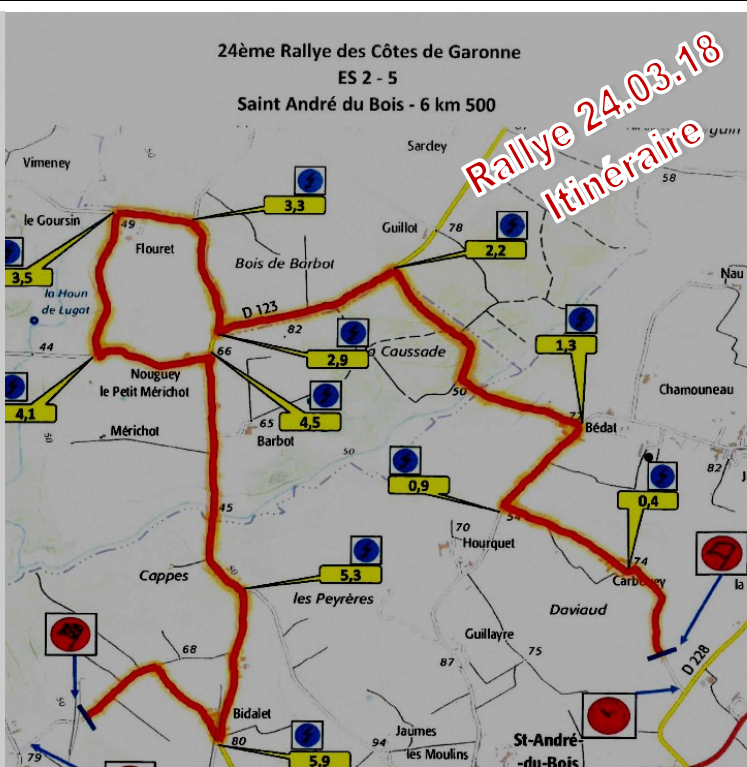 24ème Rallye des Côtes de Garonne
ES 2 - 5
Saint André du Bois - 6 km 500
Rallye 24.03.18
Itinéraire
Sarcley
58
Vimeney
50
3,3
le Goursin
49
Guillot
78
2,2
Flouret
Bois de Barbot
3,5
la Houn
de Lugat
D 123
82
Nau
1,3
44
66
2,9
Caussade
Nouguey
le Petit Mérichot
50
Chamouneau
4,1
4,5
65
Bédat
Mérichot
Barbot
50
50
82
0,9
0,4
45
54
70
Hourquet
74
Cappes
50
5,3
les Peyrères
Daviaud
la
Guillayre
75
68
87
D 228
50
Bidalet
80
Jaumes
94
les Moulins
St-André-
-du-Bois
79
5,9